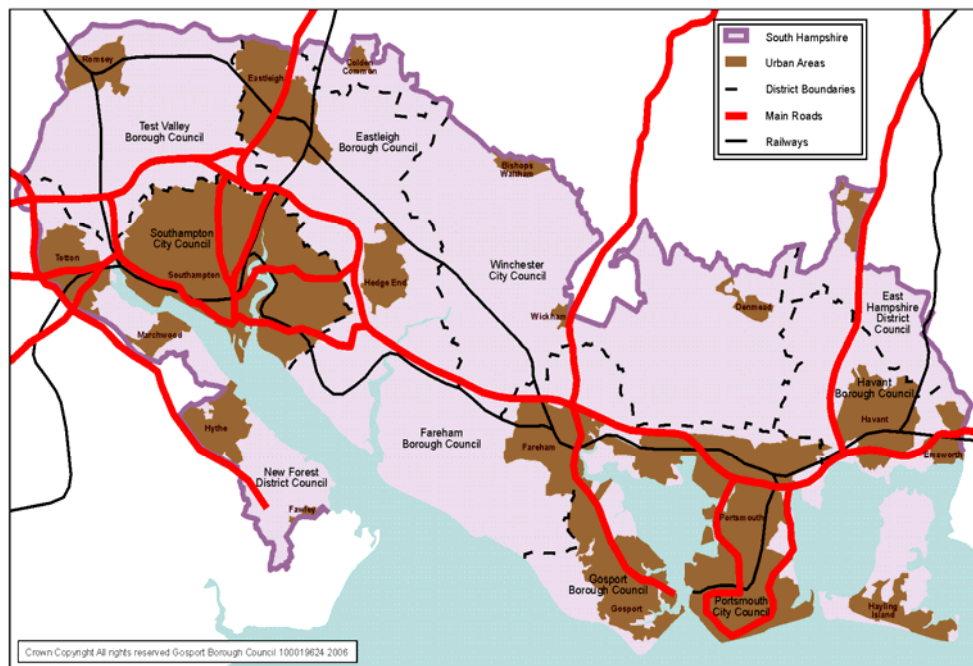 South Hampshire
Urban Areas
District Boundaries
Main Roads
Railways
Romsey
Eastleigh
Colden
Common
Test Valley
Borough Council
Eastleigh
Borough Council
Bishops
Waltham
Southampton
City Council
Totton
Southampton
Hedge End
Winchester
City Council
Wickham
Denmead
East
Hampshire
District
Council
Marchwood
Havant
Borough Council
Havant
Hythe
Fareham
Borough Council
Fareham
Emsworth
New Forest
District Council
Fawley
Portsmouth
Gosport
Borough Council
Gosport
Portsmouth
City Council
Hayling
Island
Crown Copyright All rights reserved Gosport Borough Council 100019624 2006